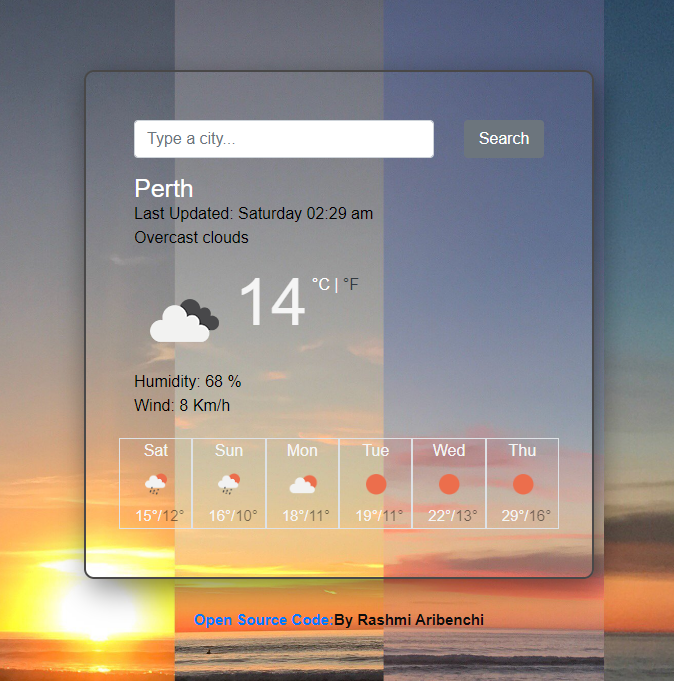 Type a city...
Search
Perth
Last Updated: Saturday 02:29 am
Overcast clouds
14 °C | °F
Humidity: 68 %
Wind: 8 Km/h
Sat Sun Mon Tue Wed Thu
15°/12° 16°/10° 18°/11° 19°/11° 22°/13° 29°/16°
Open Source Code:By Rashmi Aribenchi